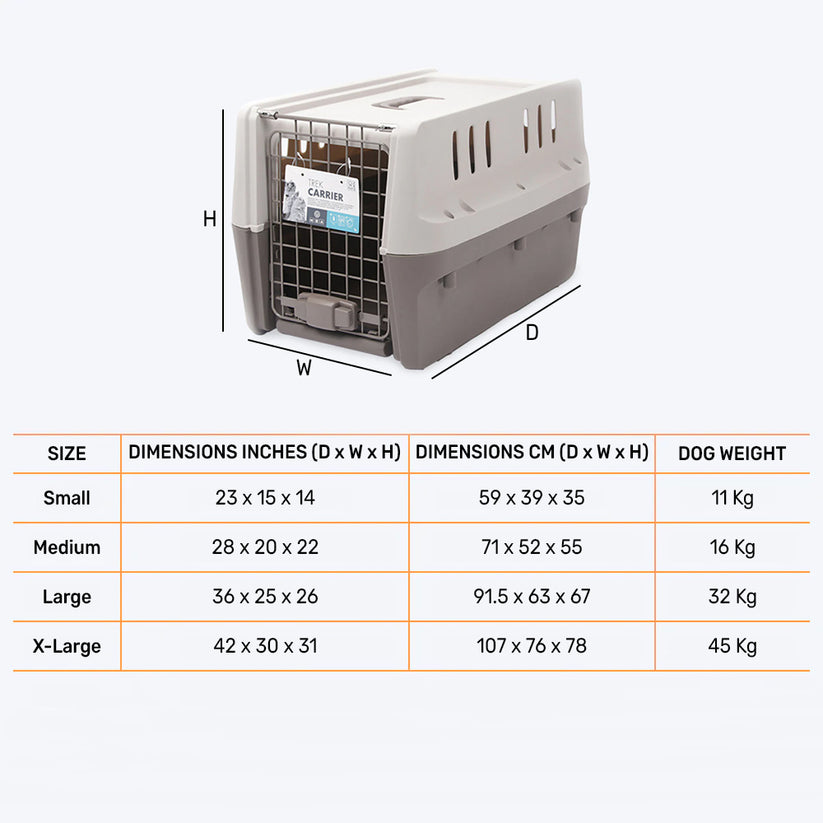 H
TREK
CARRIER
W
D
SIZE DIMENSIONS INCHES (D x W x H) DIMENSIONS CM (D x W x H) DOG WEIGHT
Small 23 x 15 x 14 59 x 39 x 35 11 Kg
Medium 28 x 20 x 22 71 x 52 x 55 16 Kg
Large 36 x 25 x 26 91.5 x 63 x 67 32 Kg
X-Large 42 x 30 x 31 107 x 76 x 78 45 Kg